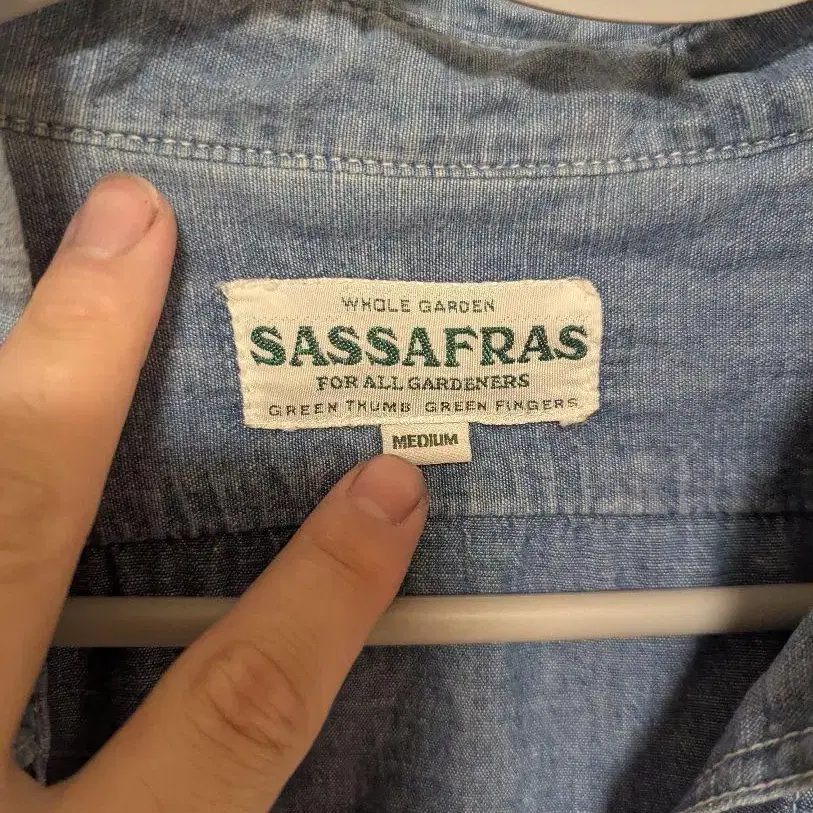 WHOLE GARDEN
SASSAFRAS
FOR ALL GARDENERS
GREEN THUMB GREEN FINGERS
MEDIUM